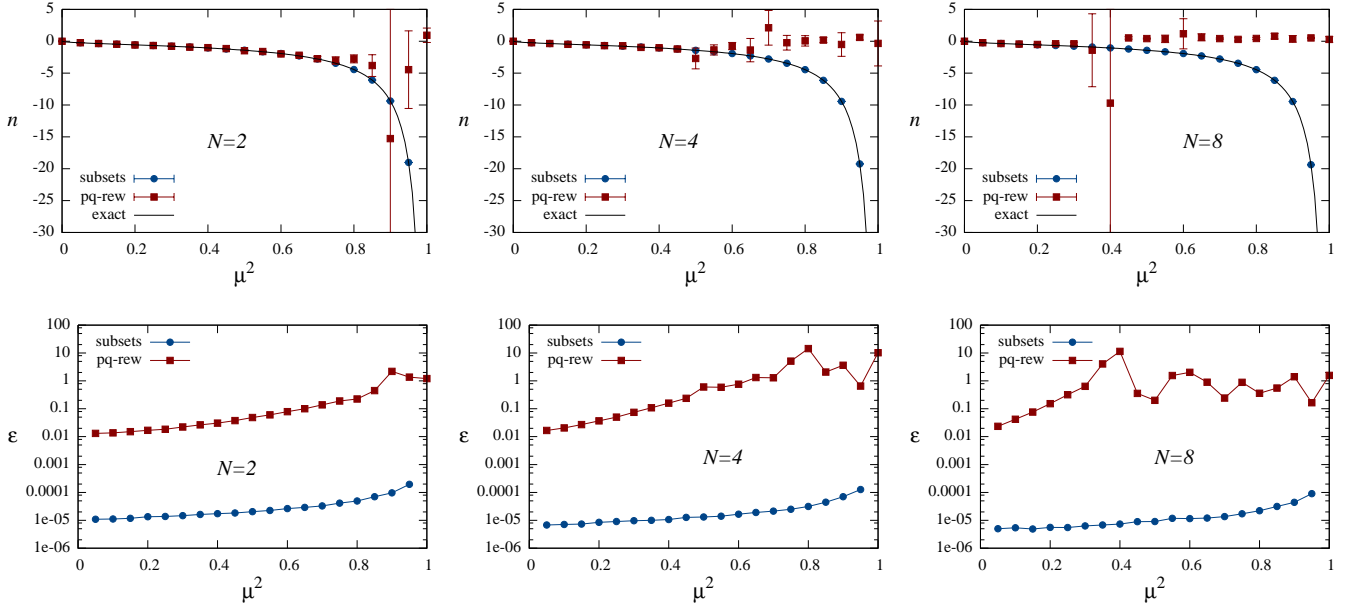 5
0
-5
-10
-15
-20
-25
-30
n
N=2
subsets
pq-rew
exact
0 0.2 0.4 0.6 0.8 1
μ²
5
0
-5
-10
-15
-20
-25
-30
n
N=4
subsets
pq-rew
exact
0 0.2 0.4 0.6 0.8 1
μ²
5
0
-5
-10
-15
-20
-25
-30
n
N=8
subsets
pq-rew
exact
0 0.2 0.4 0.6 0.8 1
μ²
100
10
1
0.1
0.01
0.001
0.0001
1e-05
1e-06
ε
subsets
pq-rew
N=2
0 0.2 0.4 0.6 0.8 1
μ²
100
10
1
0.1
0.01
0.001
0.0001
1e-05
1e-06
ε
subsets
pq-rew
N=4
0 0.2 0.4 0.6 0.8 1
μ²
100
10
1
0.1
0.01
0.001
0.0001
1e-05
1e-06
ε
subsets
pq-rew
N=8
0 0.2 0.4 0.6 0.8 1
μ²